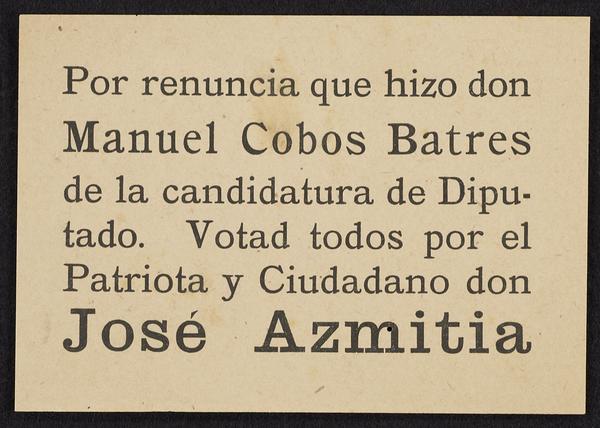 Por renuncia que hizo don
Manuel Cobos Batres
de la candidatura de Dipu-
tado. Votad todos por el
Patriota y Ciudadano don
José Azmitia